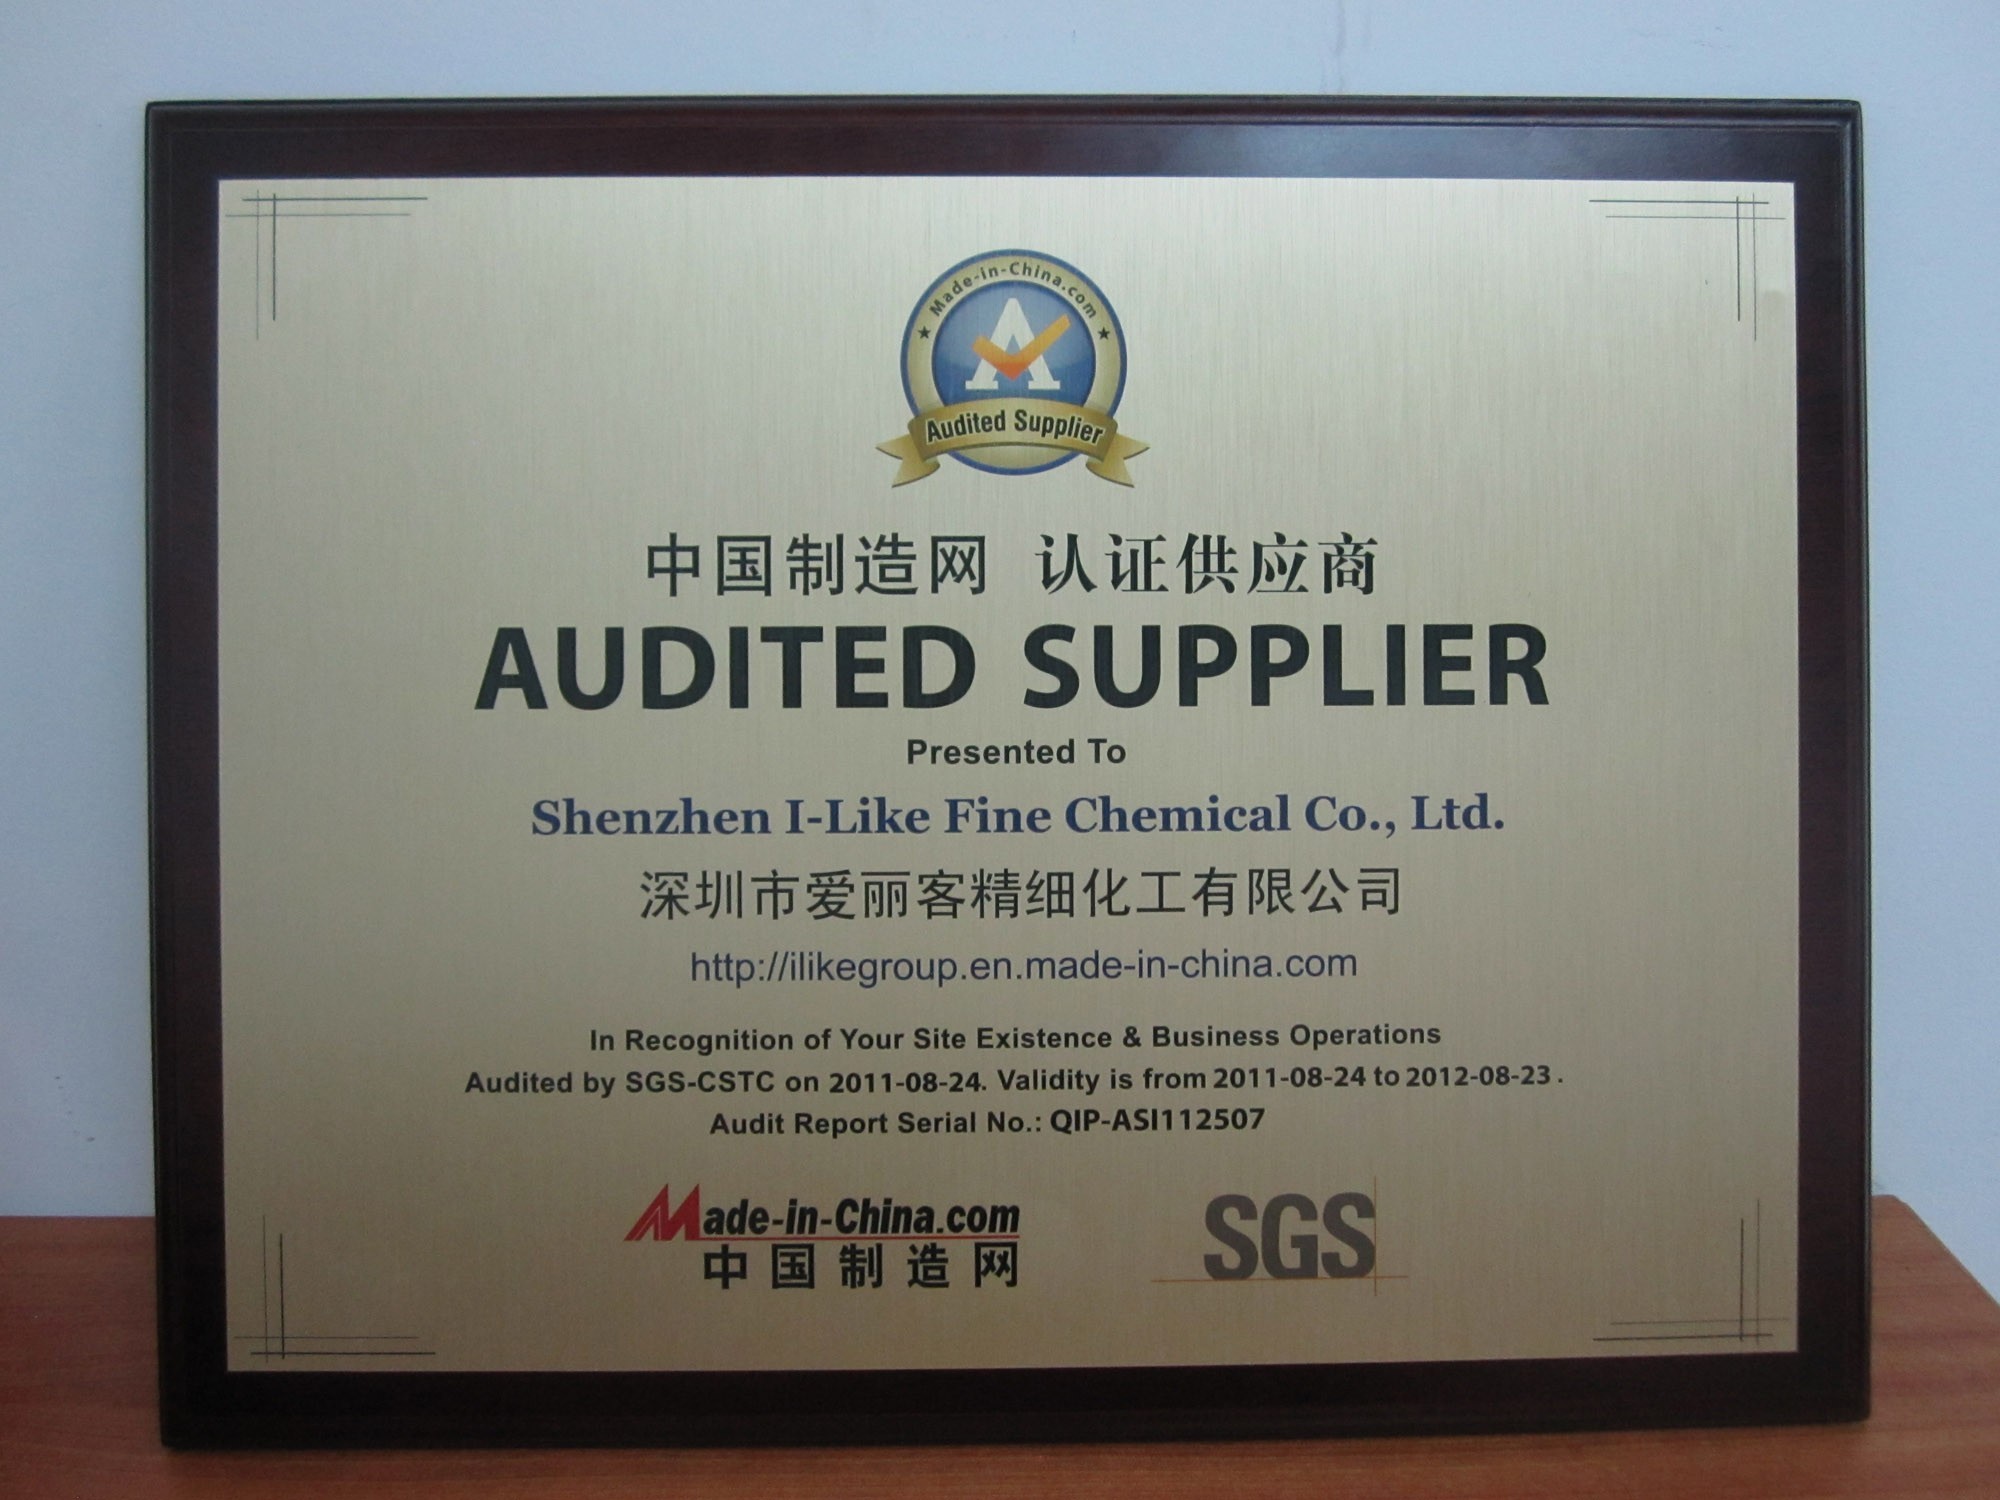 Made-in-China.com
Audited Supplier
中国制造网 认证供应商
AUDITED SUPPLIER
Presented To
Shenzhen I-Like Fine Chemical Co., Ltd.
深圳市爱丽客精细化工有限公司
http://ilikegroup.en.made-in-china.com
In Recognition of Your Site Existence & Business Operations
Audited by SGS-CSTC on 2011-08-24. Validity is from 2011-08-24 to 2012-08-23.
Audit Report Serial No.: QIP-ASI112507
Made-in-China.com
中国制造网
SGS